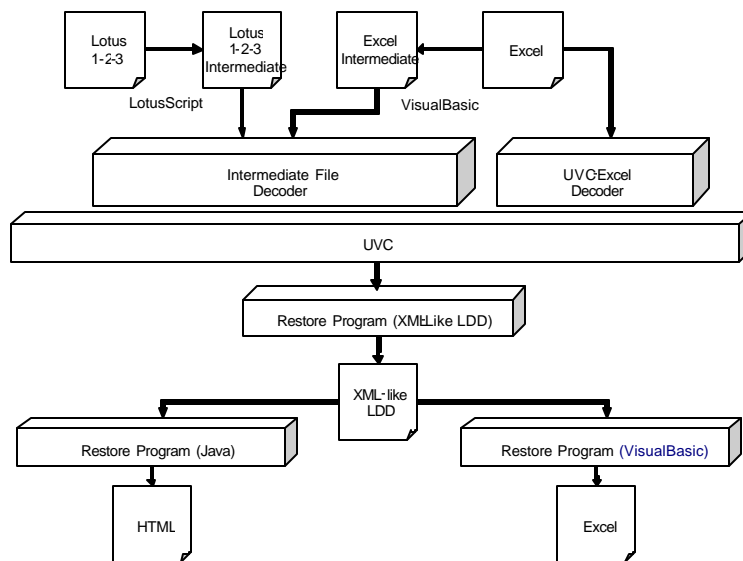 Lotus
1-2-3
Lotus
1-2-3
Intermediate
Excel
Intermediate
Excel
LotusScript
VisualBasic
Intermediate File
Decoder
UVC-Excel
Decoder
UVC
Restore Program (XML-Like LDD)
XML-like
LDD
Restore Program (Java)
Restore Program (VisualBasic)
HTML
Excel